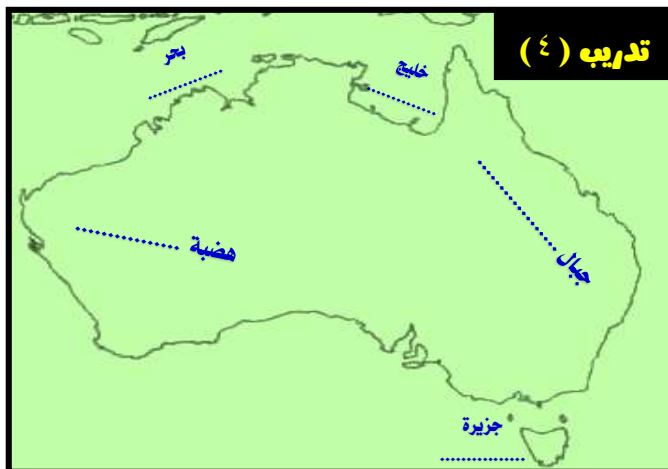 تدريب ( ٤ )
بحر ............
خليج ............
جبال ............
هضبة ............
جزيرة
............